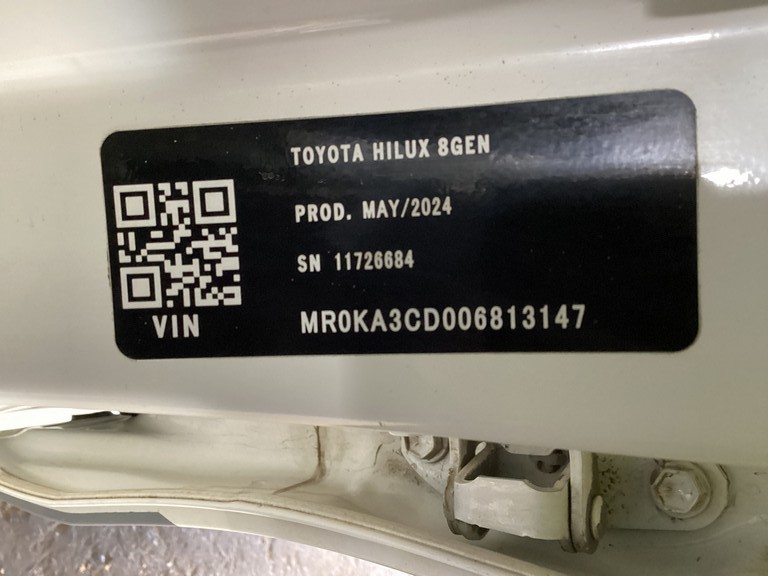 TOYOTA HILUX 8GEN
PROD. MAY/2024
SN 11726684
VIN
MR0KA3CD006813147